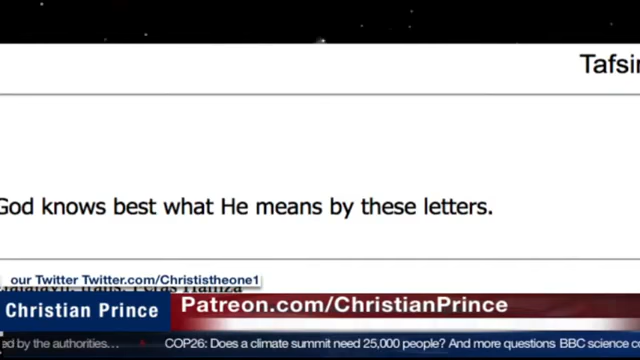 Tafsir
God knows best what He means by these letters.
our Twitter Twitter.com/Christistheone1
Christian Prince
Patreon.com/ChristianPrince
ed by the authorities... COP26: Does a climate summit need 25,000 people? And more questions BBC science